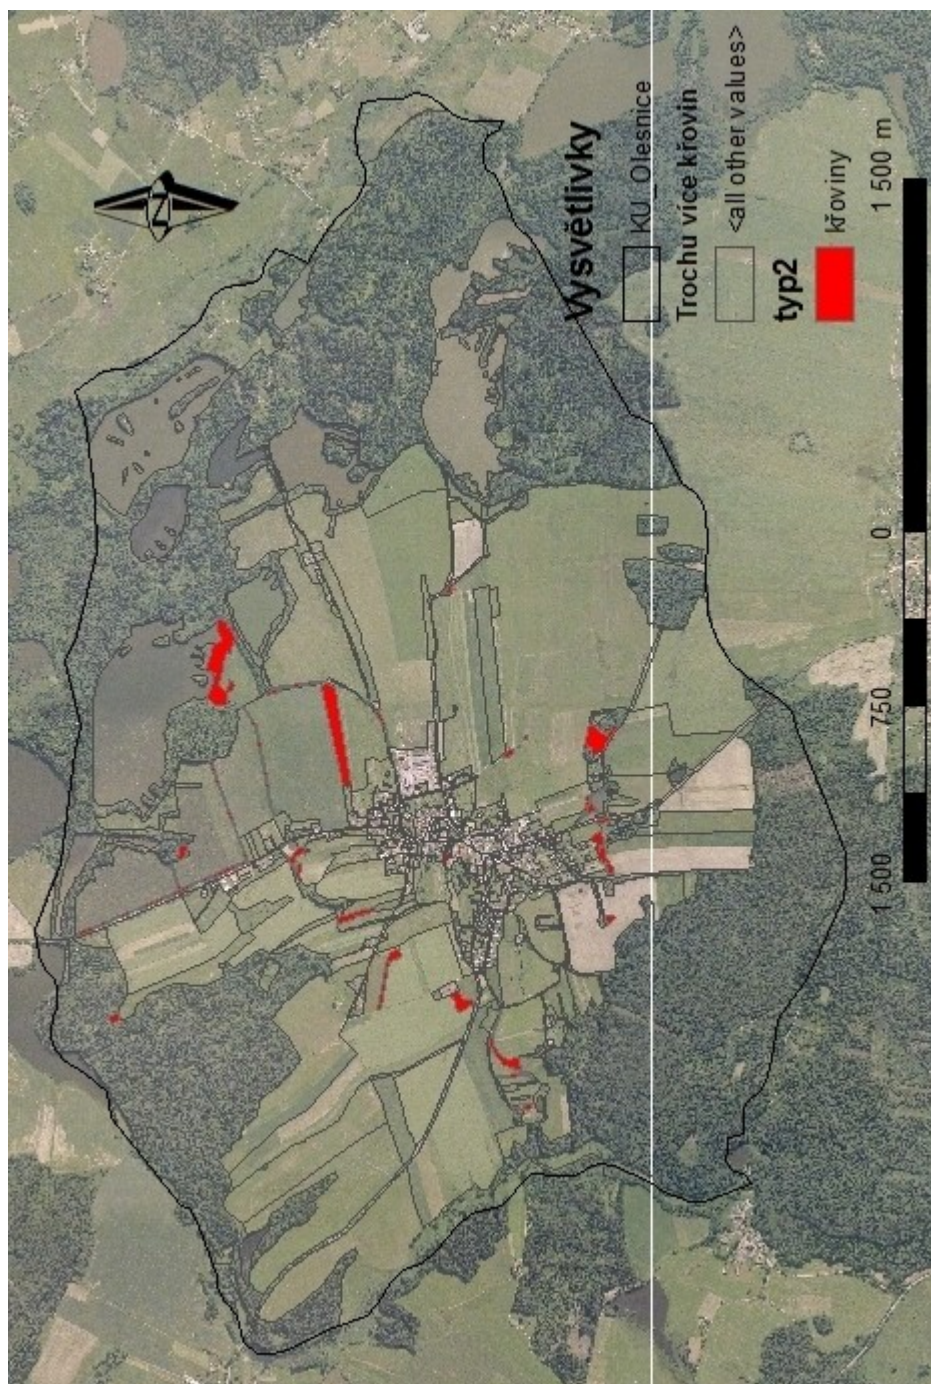 N
Vysvětlivky
KU_Olesnice
Trochu více křovin
<all other values>
typ2
křoviny
1 500
750
0
1 500 m